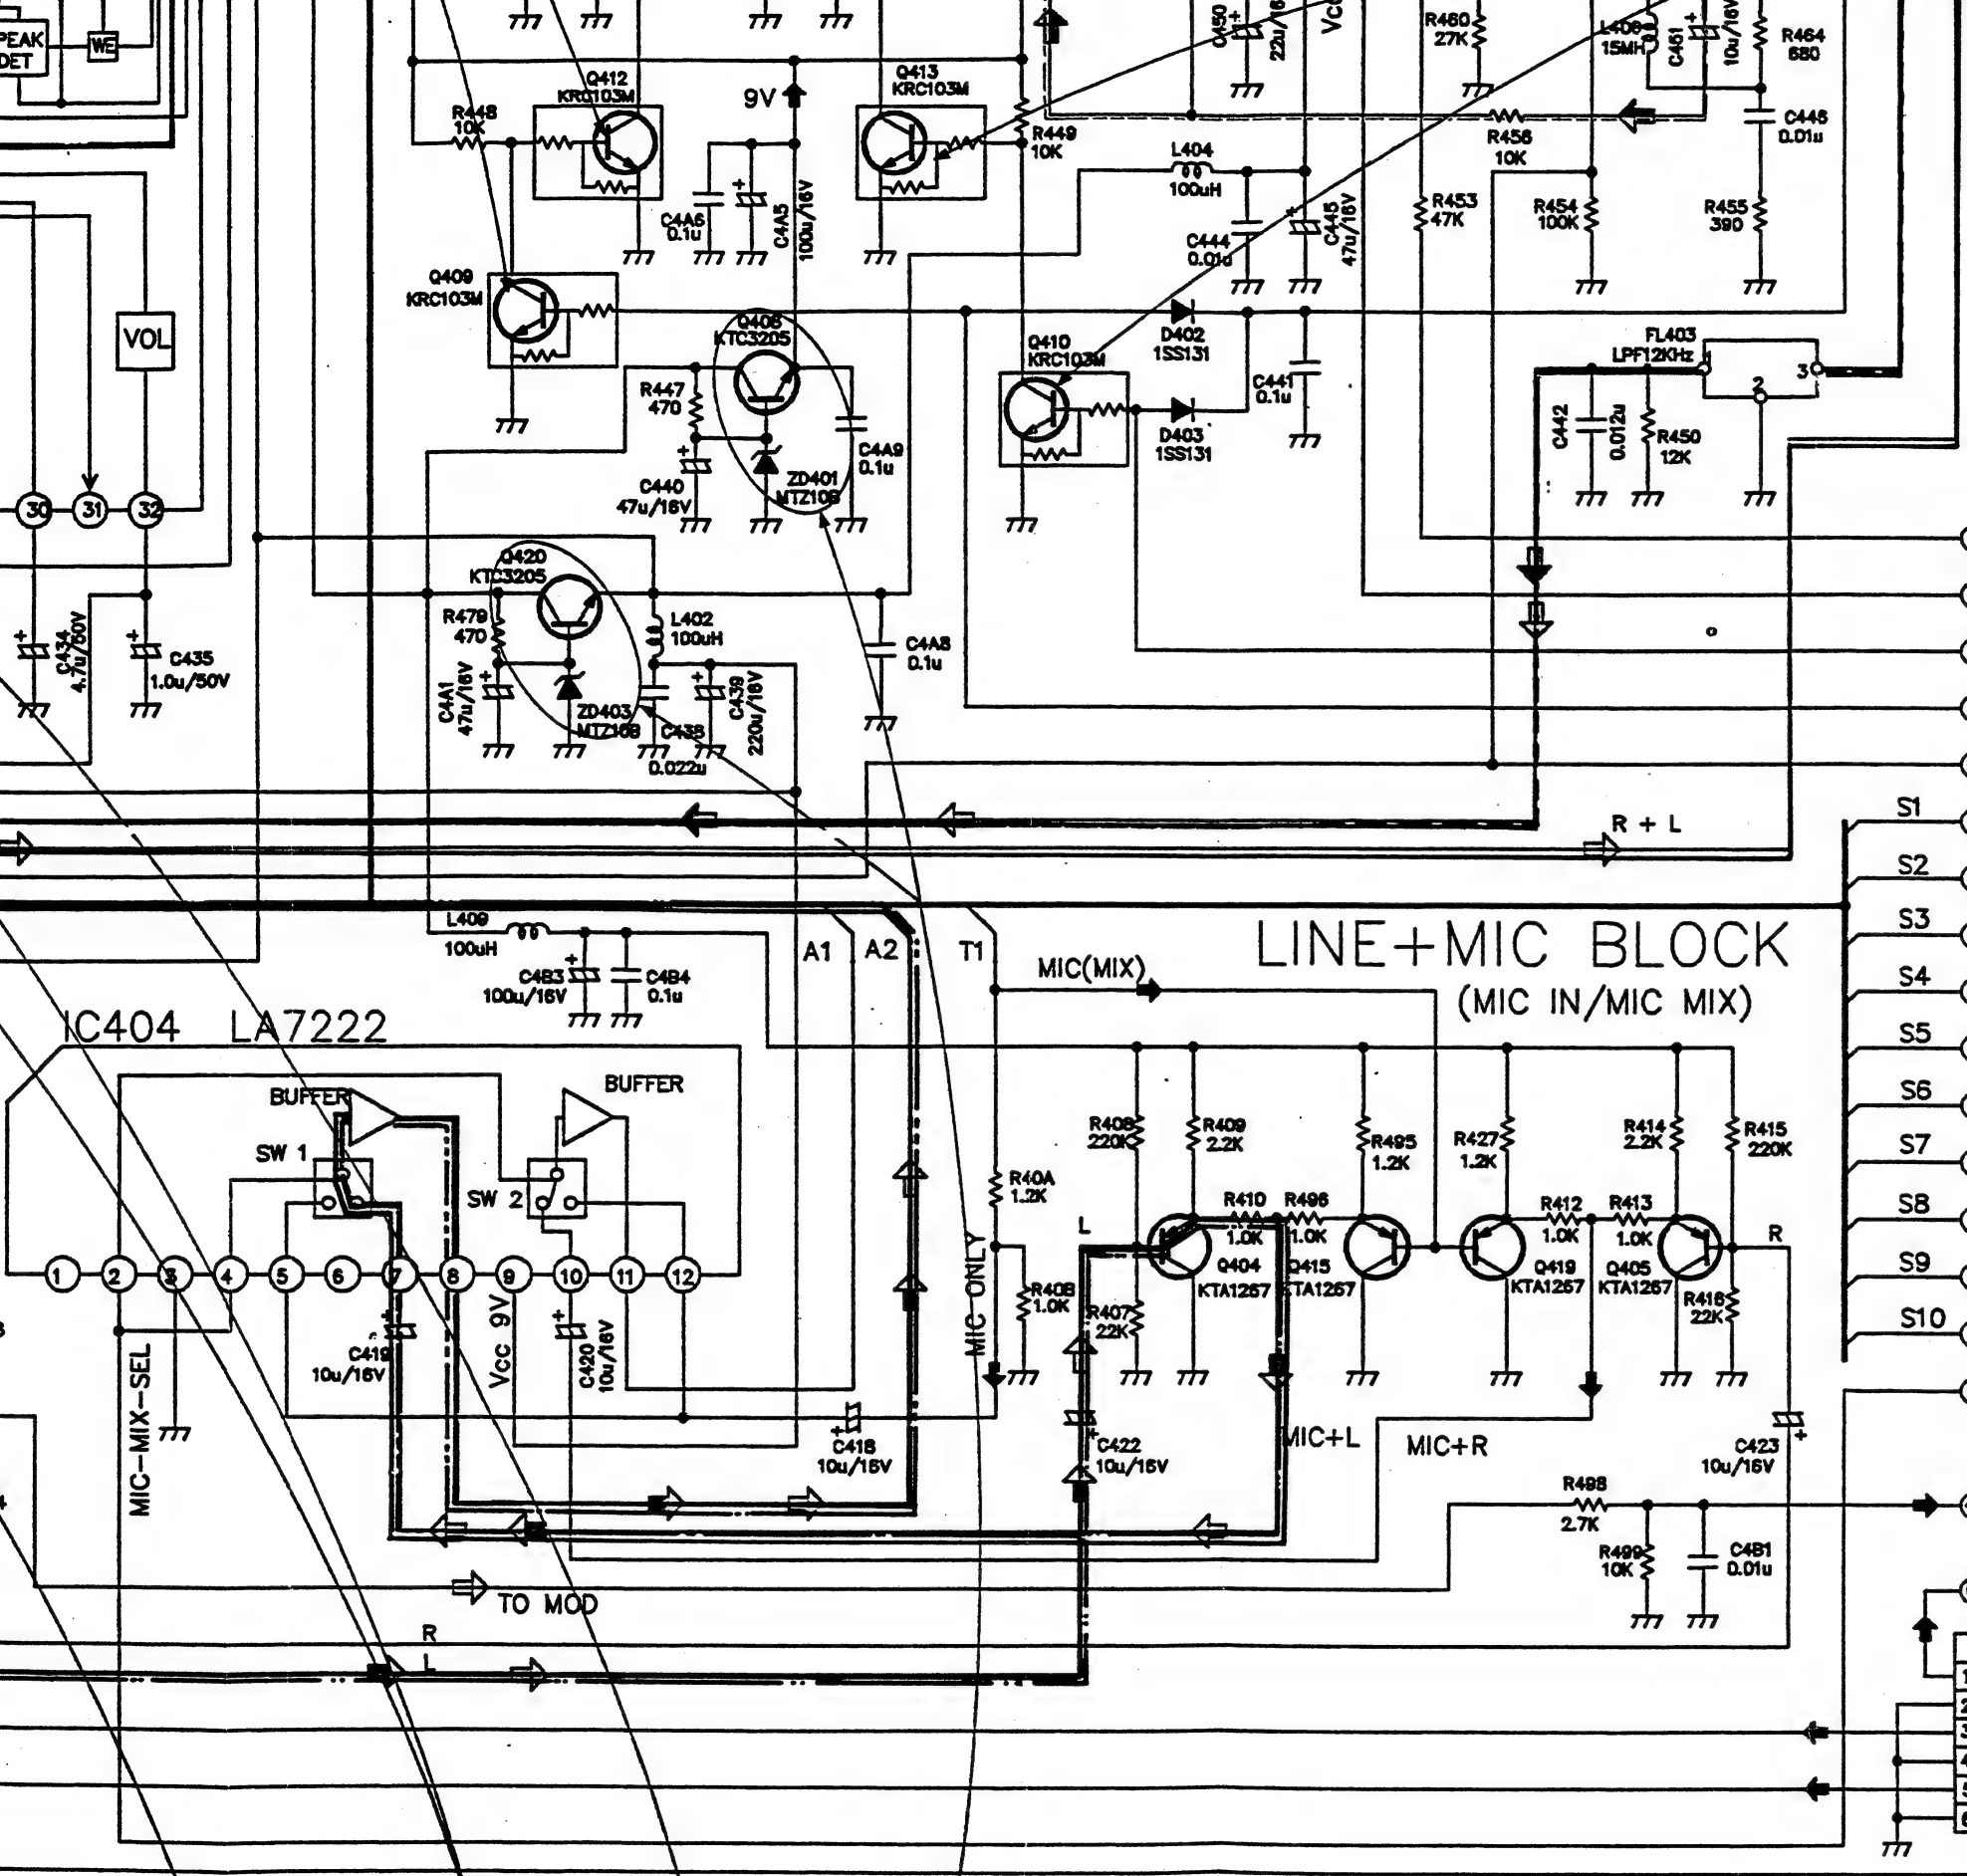 PEAK
DET
WE
Q412
KRC103M
R448
10K
9V
Q413
KRC103M
R449
10K
C450
22u/16
Vcc
R460
27K
15MH
C451
10u/16V
R464
680
C446
0.01u
R456
10K
L404
100uH
C4A6
0.1u
C4A5
100u/16V
C444
0.01u
C445
47u/16V
R453
47K
R454
100K
R455
390
Q409
KRC103M
VOL
KTC3205
Q410
KRC103M
D402
1SS131
FL403
LPF12KHz
1
3
2
R447
470
C4A9
0.1u
C441
0.1u
D403
1SS131
C442
0.012u
R450
12K
C440
47u/16V
ZD401
MTZ10B
30
31
32
Q420
KTC3205
R479
470
L402
100uH
C4A8
0.1u
C434
4.7u/50V
C435
1.0u/50V
C4A1
47u/16V
ZD403
MTZ10B
C438
0.022u
C439
220u/16V
R + L
S1
S2
S3
S4
S5
S6
S7
S8
S9
S10
L409
100uH
C4B3
100u/16V
C4B4
0.1u
A1
A2
T1
MIC(MIX)
LINE+MIC BLOCK
(MIC IN/MIC MIX)
IC404 LA7222
BUFFER
BUFFER
SW 1
SW 2
1
2
3
4
5
6
7
8
9
10
11
12
MIC-MIX-SEL
C419
10u/16V
Vcc 9V
C420
10u/16V
C418
10u/16V
R40A
1.2K
MIC ONLY
R40B
1.0K
R408
220K
R409
2.2K
R495
1.2K
R427
1.2K
R414
2.2K
R415
220K
L
R410
1.0K
R496
1.0K
R412
1.0K
R413
1.0K
R
Q404
KTA1267
Q415
KTA1267
Q419
KTA1267
Q405
KTA1267
R407
22K
R416
22K
C422
10u/16V
MIC+L
MIC+R
C423
10u/16V
R498
2.7K
R499
10K
C4B1
0.01u
TO MOD
R
L
1
2
3
4
5
6